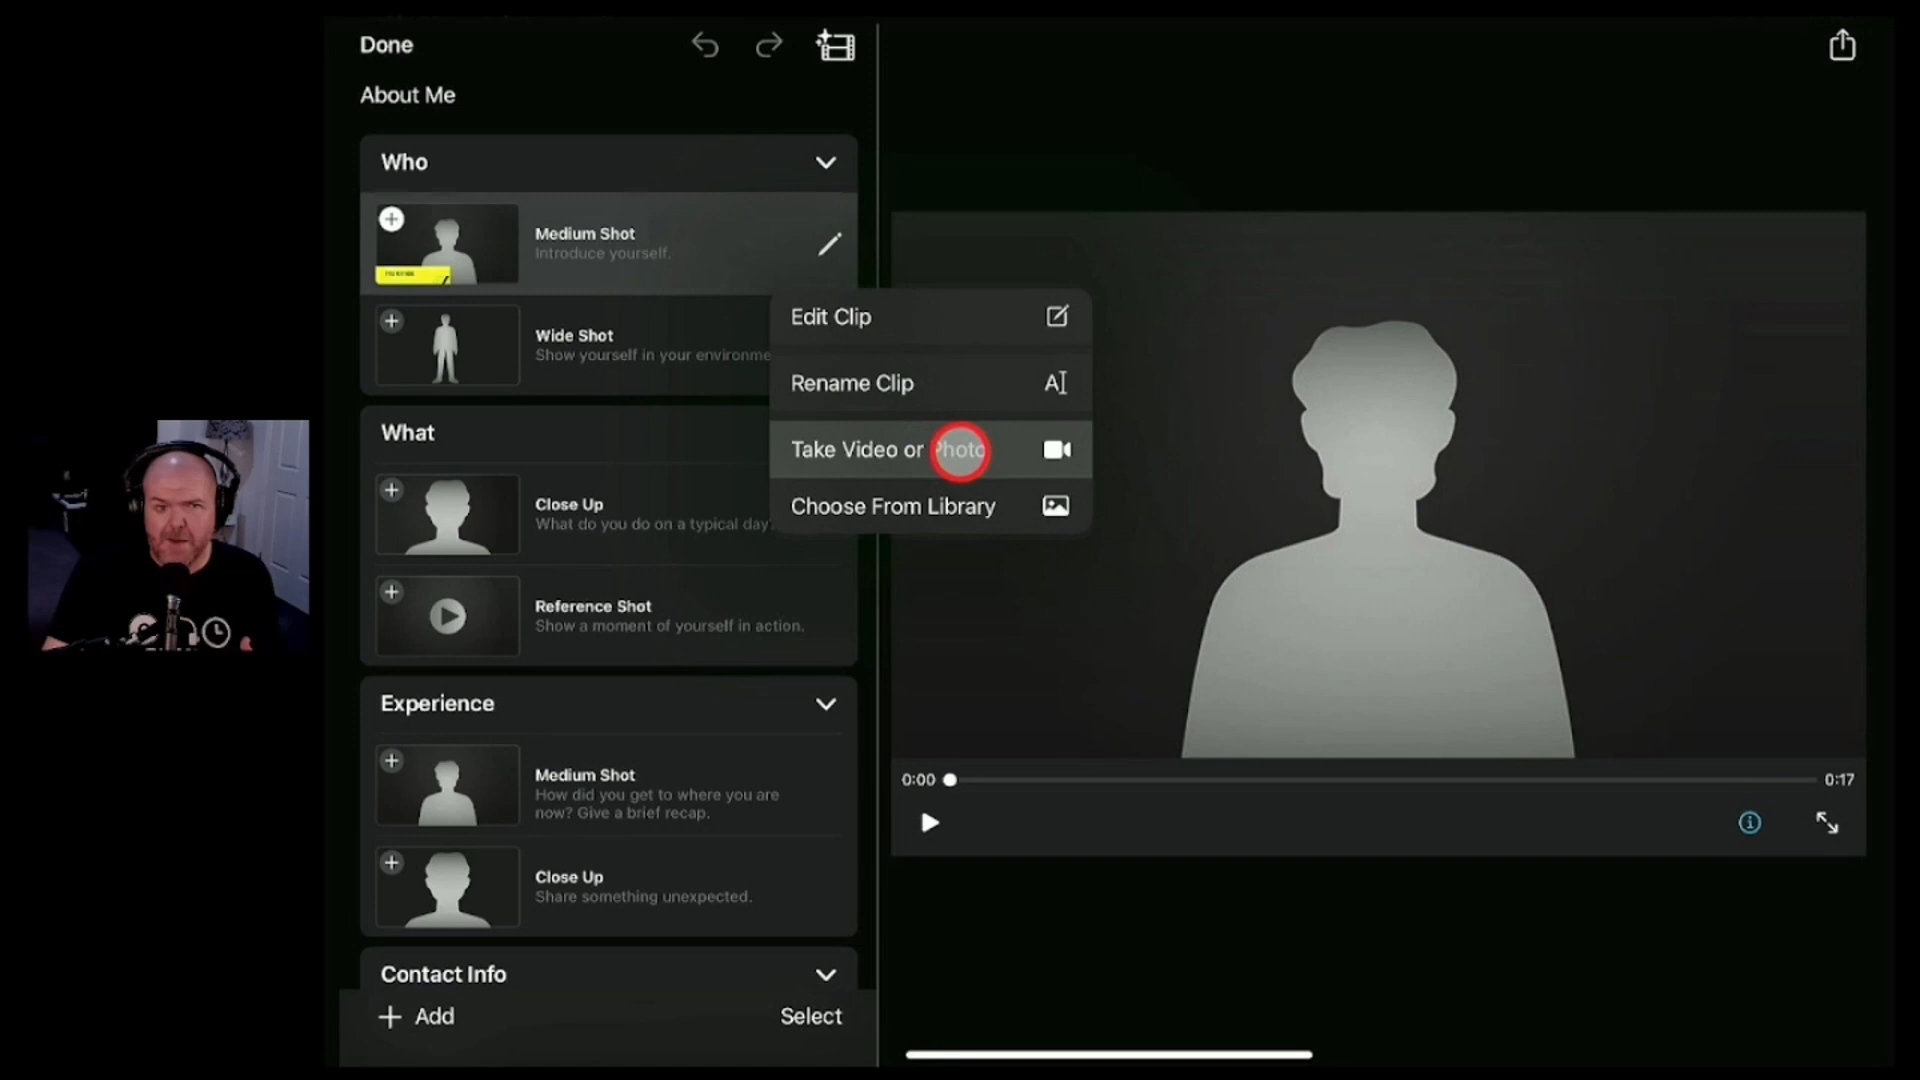 Done
About Me
Who
Medium Shot
Introduce yourself.
Wide Shot
Show yourself in your environme
Edit Clip
Rename Clip
Take Video or Photo
Choose From Library
What
Close Up
What do you do on a typical day?
Reference Shot
Show a moment of yourself in action.
Experience
Medium Shot
How did you get to where you are
now? Give a brief recap.
Close Up
Share something unexpected.
Contact Info
Add
Select
0:00
0:17